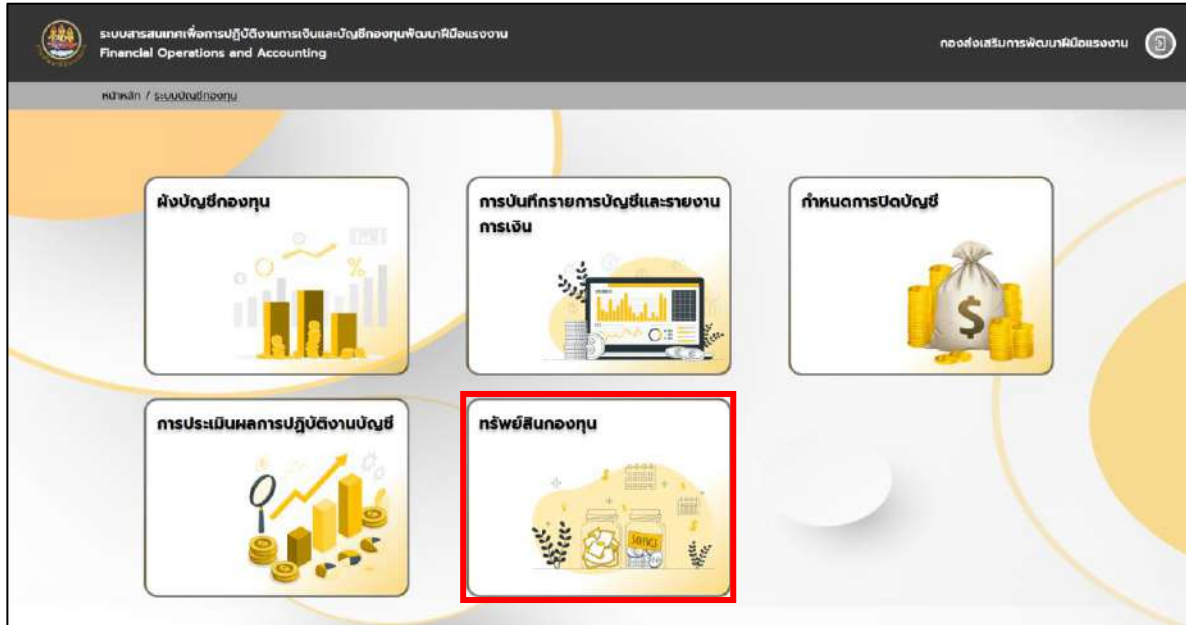 ระบบสารสนเทศเพื่อการปฏิบัติงานการเงินและบัญชีกองทุนพัฒนาฝีมือแรงงาน
Financial Operations and Accounting
กองส่งเสริมการพัฒนาฝีมือแรงงาน
หน้าหลัก / ระบบบัญชีกองทุน
ผังบัญชีกองทุน
การบันทึกรายการบัญชีและรายงาน
การเงิน
กำหนดการปิดบัญชี
%
$
การประเมินผลการปฏิบัติงานบัญชี
ทรัพย์สินกองทุน
SAVINGS